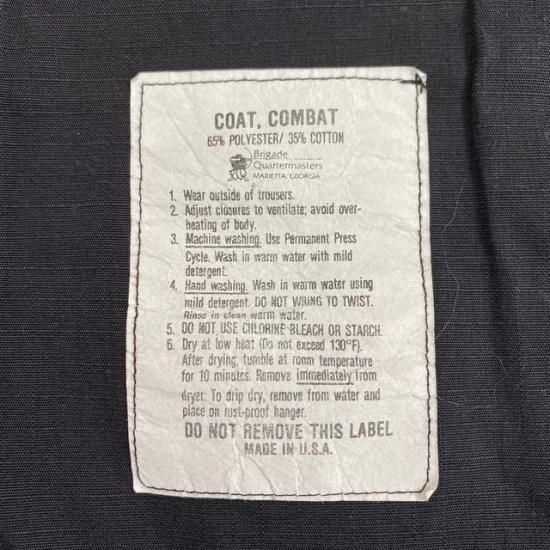 COAT, COMBAT
65% POLYESTER/ 35% COTTON
Brigade
Quartermasters
MARIETTA, GEORGIA
1. Wear outside of trousers.
2. Adjust closures to ventilate; avoid over-
heating of body.
3. Machine washing. Use Permanent Press
Cycle. Wash in warm water with mild
detergent.
4. Hand washing. Wash in warm water using
mild detergent. DO NOT WRING TO TWIST.
Rinse in clean warm water.
5. DO NOT USE CHLORINE BLEACH OR STARCH.
6. Dry at low heat (Do not exceed 130°F).
After drying, tumble at room temperature
for 10 minutes. Remove immediately from
dryer. To drip dry, remove from water and
place on rust-proof hanger.
DO NOT REMOVE THIS LABEL
MADE IN U.S.A.